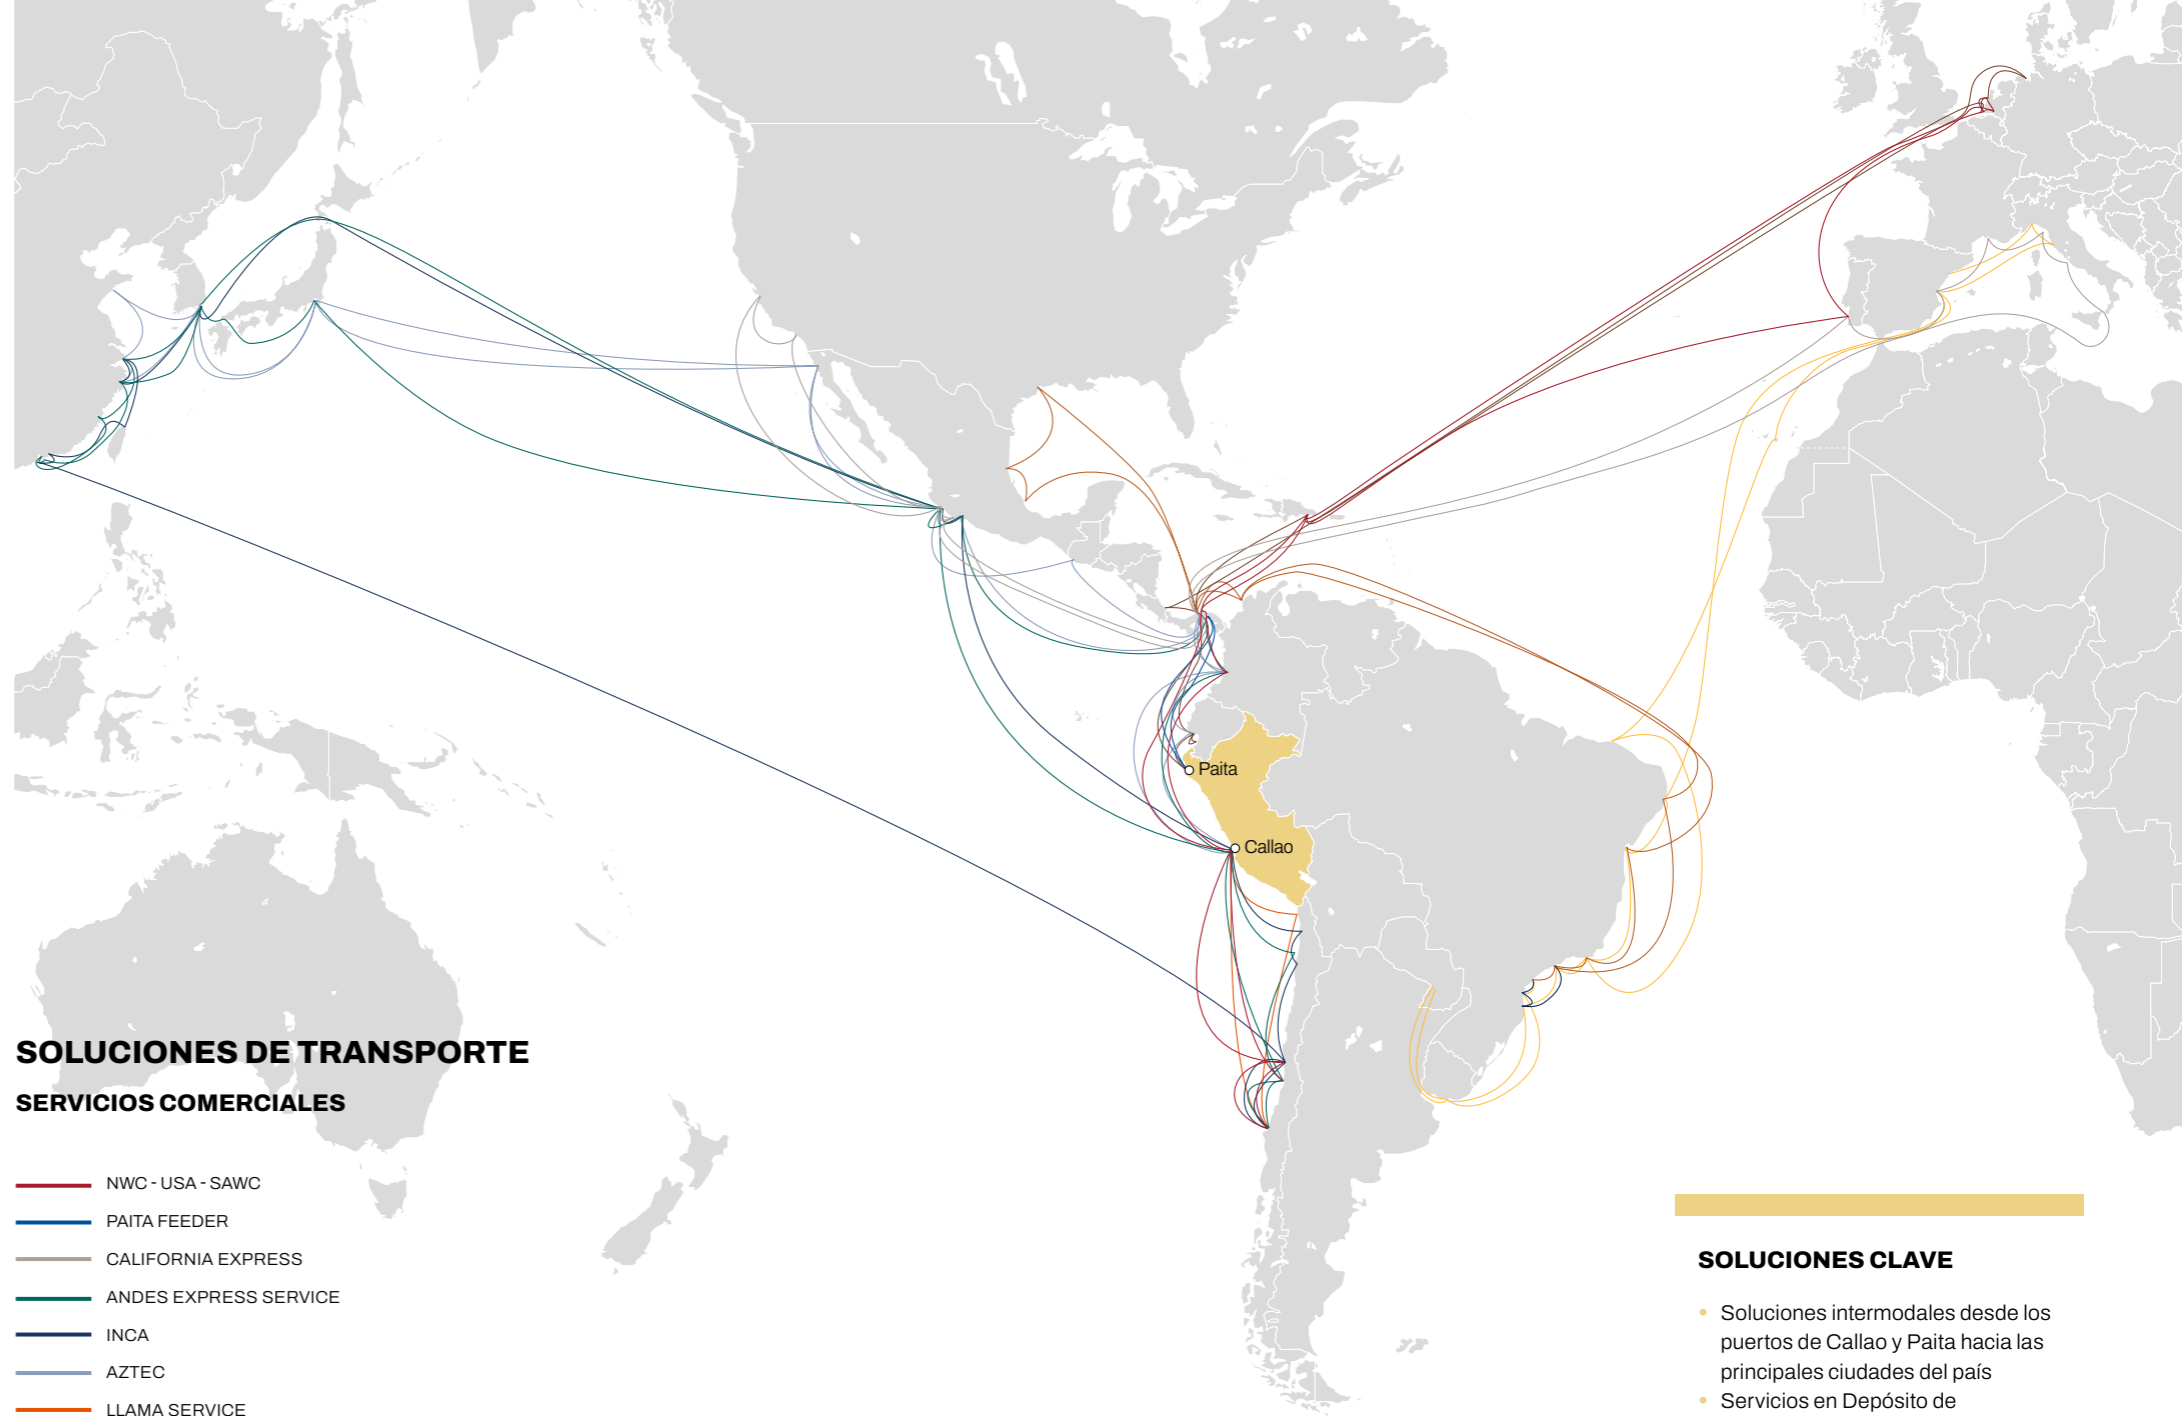 Paita
Callao
SOLUCIONES DE TRANSPORTE
SERVICIOS COMERCIALES
NWC - USA - SAWC
PAITA FEEDER
CALIFORNIA EXPRESS
ANDES EXPRESS SERVICE
INCA
AZTEC
LLAMA SERVICE
SOLUCIONES CLAVE
• Soluciones intermodales desde los
puertos de Callao y Paita hacia las
principales ciudades del país
• Servicios en Depósito de